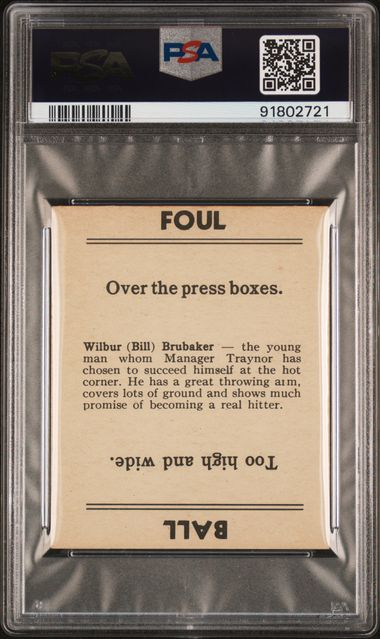 PSA
PSA
91802721
FOUL
Over the press boxes.
Wilbur (Bill) Brubaker — the young
man whom Manager Traynor has
chosen to succeed himself at the hot
corner. He has a great throwing arm,
covers lots of ground and shows much
promise of becoming a real hitter.
Too high and wide.
BALL